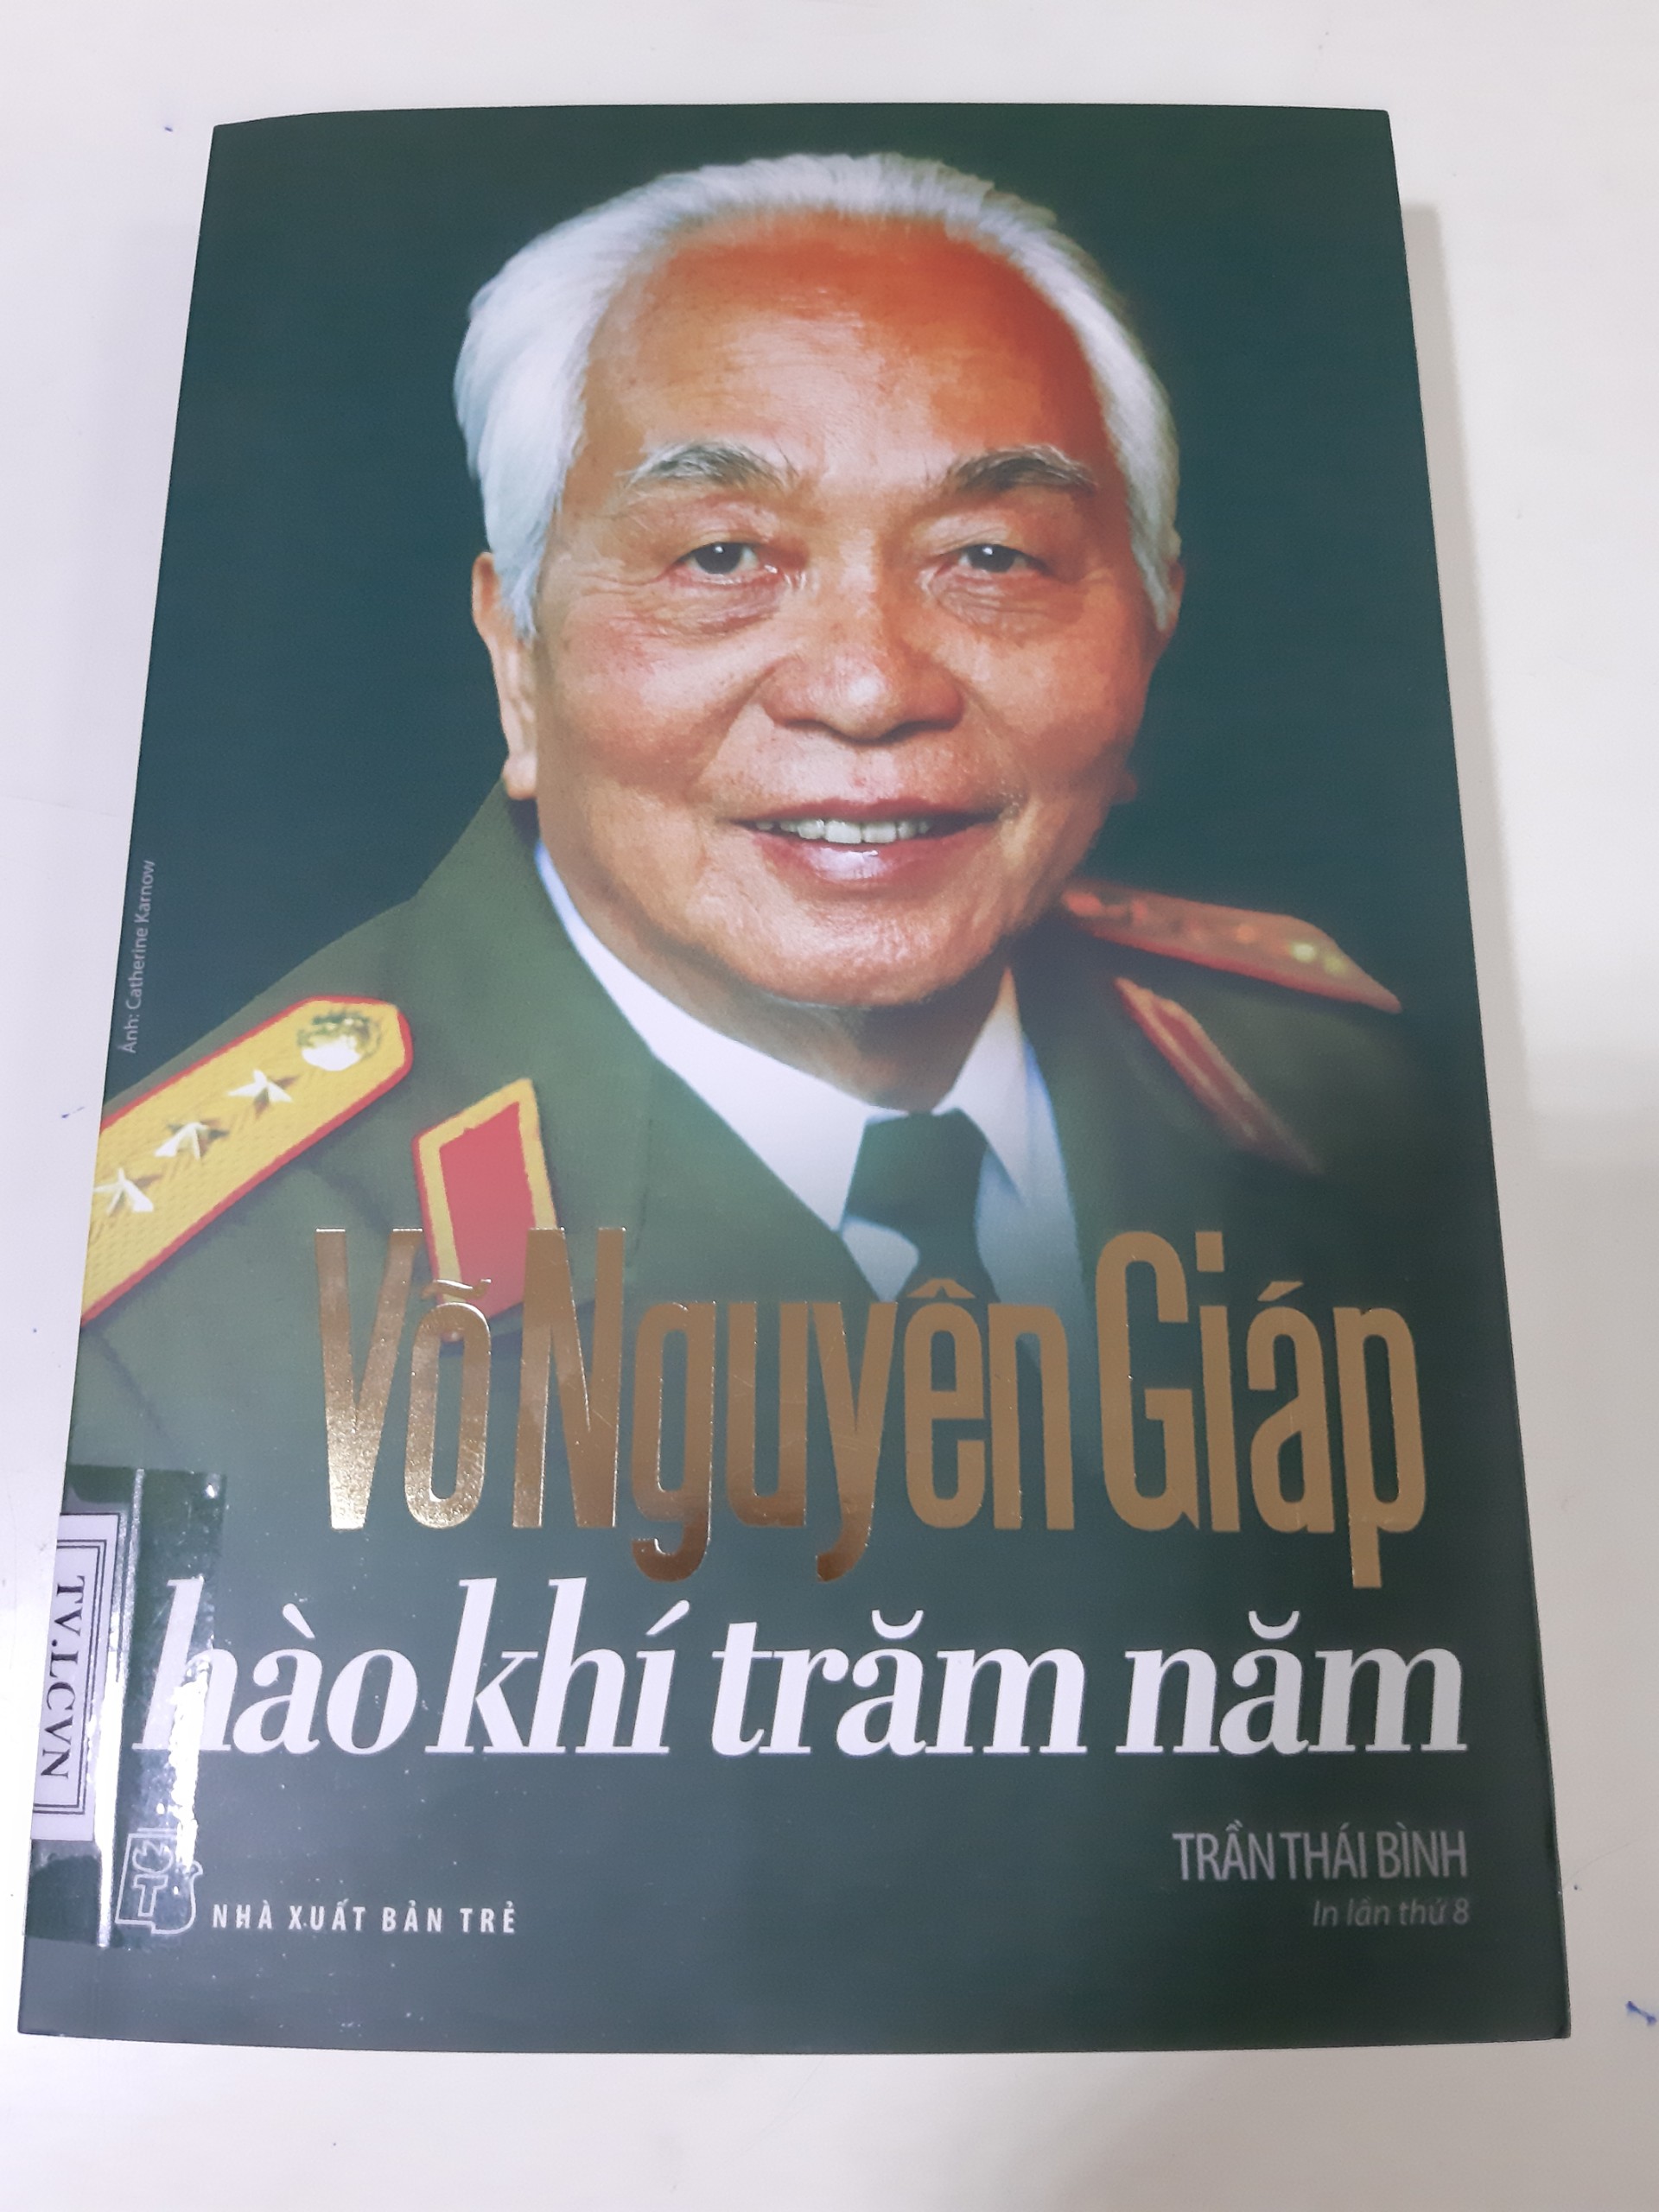 Ảnh: Catherine Karnow
Võ Nguyên Giáp
hào khí trăm năm
TV.LCVN
TRẦN THÁI BÌNH
In lần thứ 8
NHÀ XUẤT BẢN TRẺ